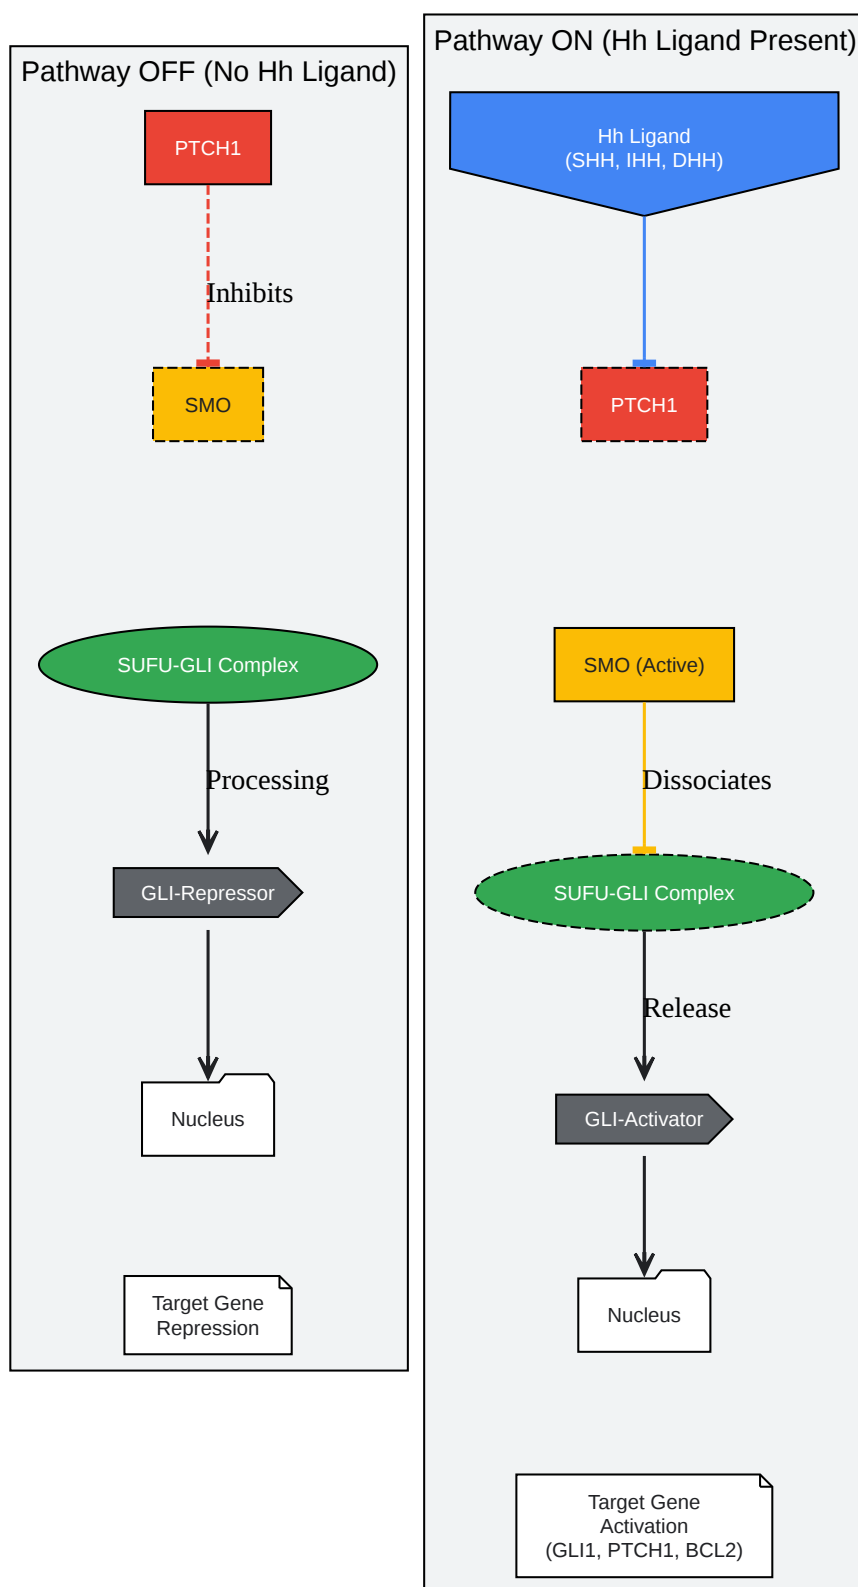 Pathway OFF (No Hh Ligand)
PTCH1
Inhibits
SMO
SUFU-GLI Complex
Processing
GLI-Repressor
Nucleus
Target Gene
Repression
Pathway ON (Hh Ligand Present)
Hh Ligand
(SHH, IHH, DHH)
PTCH1
SMO (Active)
Dissociates
SUFU-GLI Complex
Release
GLI-Activator
Nucleus
Target Gene
Activation
(GLI1, PTCH1, BCL2)